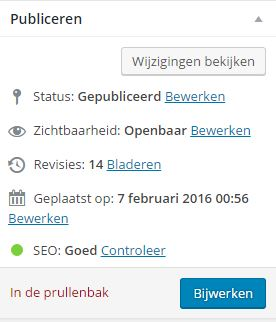 Publiceren
Wijzigingen bekijken
Status: Gepubliceerd Bewerken
Zichtbaarheid: Openbaar Bewerken
Revisies: 14 Bladeren
Geplaatst op: 7 februari 2016 00:56
Bewerken
SEO: Goed Controleer
In de prullenbak
Bijwerken